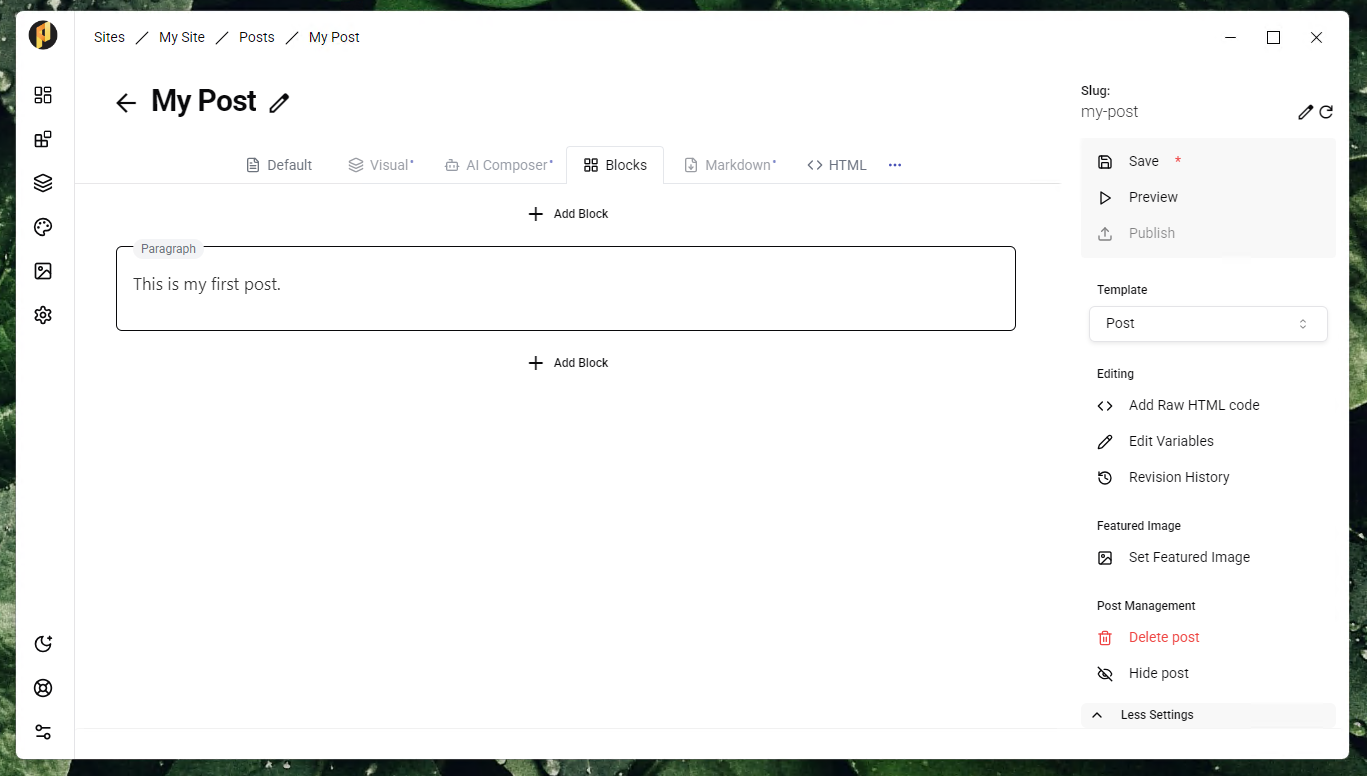 Sites / My Site / Posts / My Post
My Post
Default Visual AI Composer Blocks Markdown HTML
Add Block
Paragraph
This is my first post.
Add Block
Slug:
my-post
Save *
Preview
Publish
Template
Post
Editing
Add Raw HTML code
Edit Variables
Revision History
Featured Image
Set Featured Image
Post Management
Delete post
Hide post
Less Settings